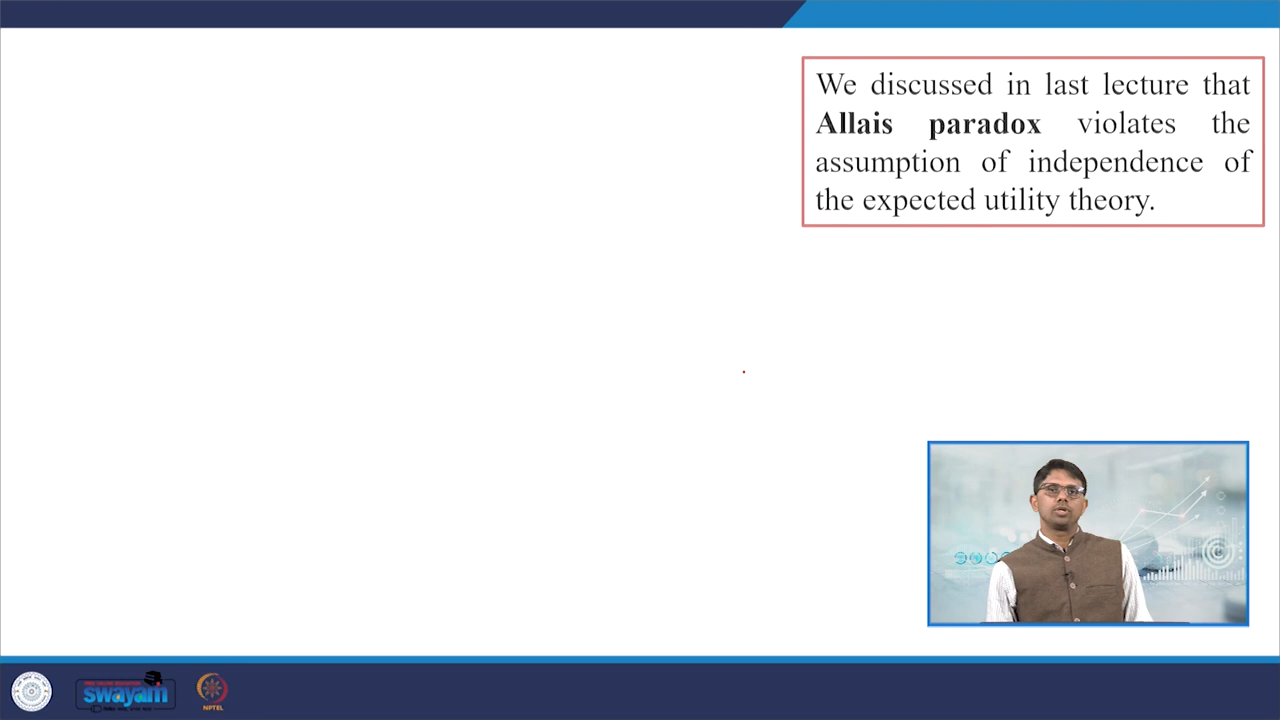 We discussed in last lecture that
Allais paradox violates the
assumption of independence of
the expected utility theory.
swayam
NPTEL